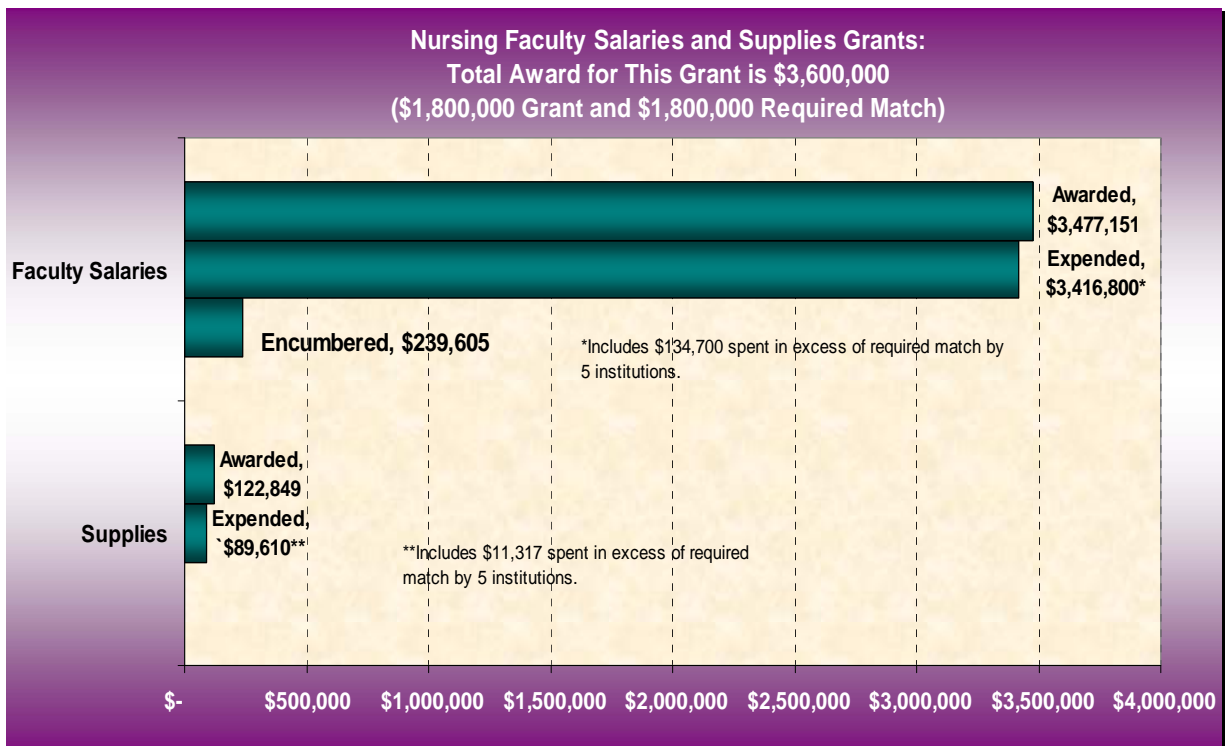 Nursing Faculty Salaries and Supplies Grants:
Total Award for This Grant is $3,600,000
($1,800,000 Grant and $1,800,000 Required Match)
Awarded,
$3,477,151
Faculty Salaries
Expended,
$3,416,800*
Encumbered, $239,605
*Includes $134,700 spent in excess of required match by
5 institutions.
Awarded,
$122,849
Supplies
Expended,
`$89,610**
**Includes $11,317 spent in excess of required
match by 5 institutions.
$- $500,000 $1,000,000 $1,500,000 $2,000,000 $2,500,000 $3,000,000 $3,500,000 $4,000,000